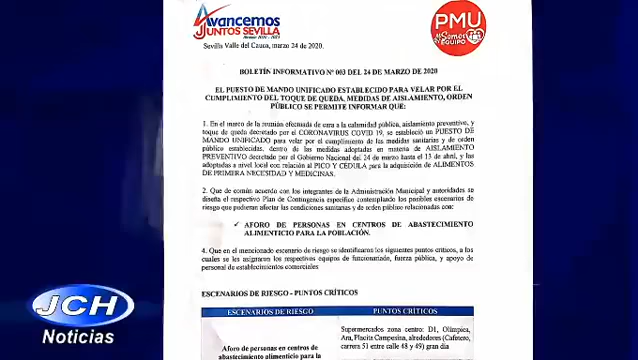 Avancemos
JUNTOS SEVILLA
PMU
Somos
EQUIPO
Sevilla Valle del Cauca, marzo 24 de 2020.
BOLETÍN INFORMATIVO Nº 003 DEL 24 DE MARZO DE 2020
EL PUESTO DE MANDO UNIFICADO ESTABLECIDO PARA VELAR POR EL
CUMPLIMIENTO DEL TOQUE DE QUEDA, MEDIDAS DE AISLAMIENTO, ORDEN
PÚBLICO SE PERMITE INFORMAR QUE:
1. En el marco de la reunión efectuada de cara a la calamidad pública, aislamiento preventivo, y
toque de queda decretado por el CORONAVIRUS COVID 19, se estableció un PUESTO DE
MANDO UNIFICADO para velar por el cumplimiento de las medidas sanitarias y de orden
público establecidas, dentro de las medidas adoptadas en materia de AISLAMIENTO
PREVENTIVO decretado por el Gobierno Nacional del 24 de marzo hasta el 13 de abril, y las
adoptadas a nivel local con relación al PICO Y CEDULA para la adquisición de ALIMENTOS
DE PRIMERA NECESIDAD Y MEDICINAS.
2. Que de común acuerdo con los integrantes de la Administración Municipal y autoridades se
diseña el respectivo Plan de Contingencia específico contemplando los posibles escenarios de
riesgo que pudieran afectar las condiciones sanitarias y de orden público relacionadas con:
✓ AFORO DE PERSONAS EN CENTROS DE ABASTECIMIENTO
ALIMENTICIO PARA LA POBLACIÓN.
4. Que en el mencionado escenario de riesgo se identificaron los siguientes puntos críticos, a los
cuales se les asignaron los respectivos equipos de funcionarios, fuerza pública, y apoyo de
personal de establecimientos comerciales
ESCENARIOS DE RIESGO - PUNTOS CRÍTICOS
ESCENARIOS DE RIESGO PUNTOS CRÍTICOS
Aforo de personas en centros de
abastecimiento alimenticio para la
Supermercados zona centro: D1, Olímpica,
Ara, Placita Campesina, alrededores (Cafetero,
carrera 51 entre calle 48 y 49) gran día
JCH
Noticias